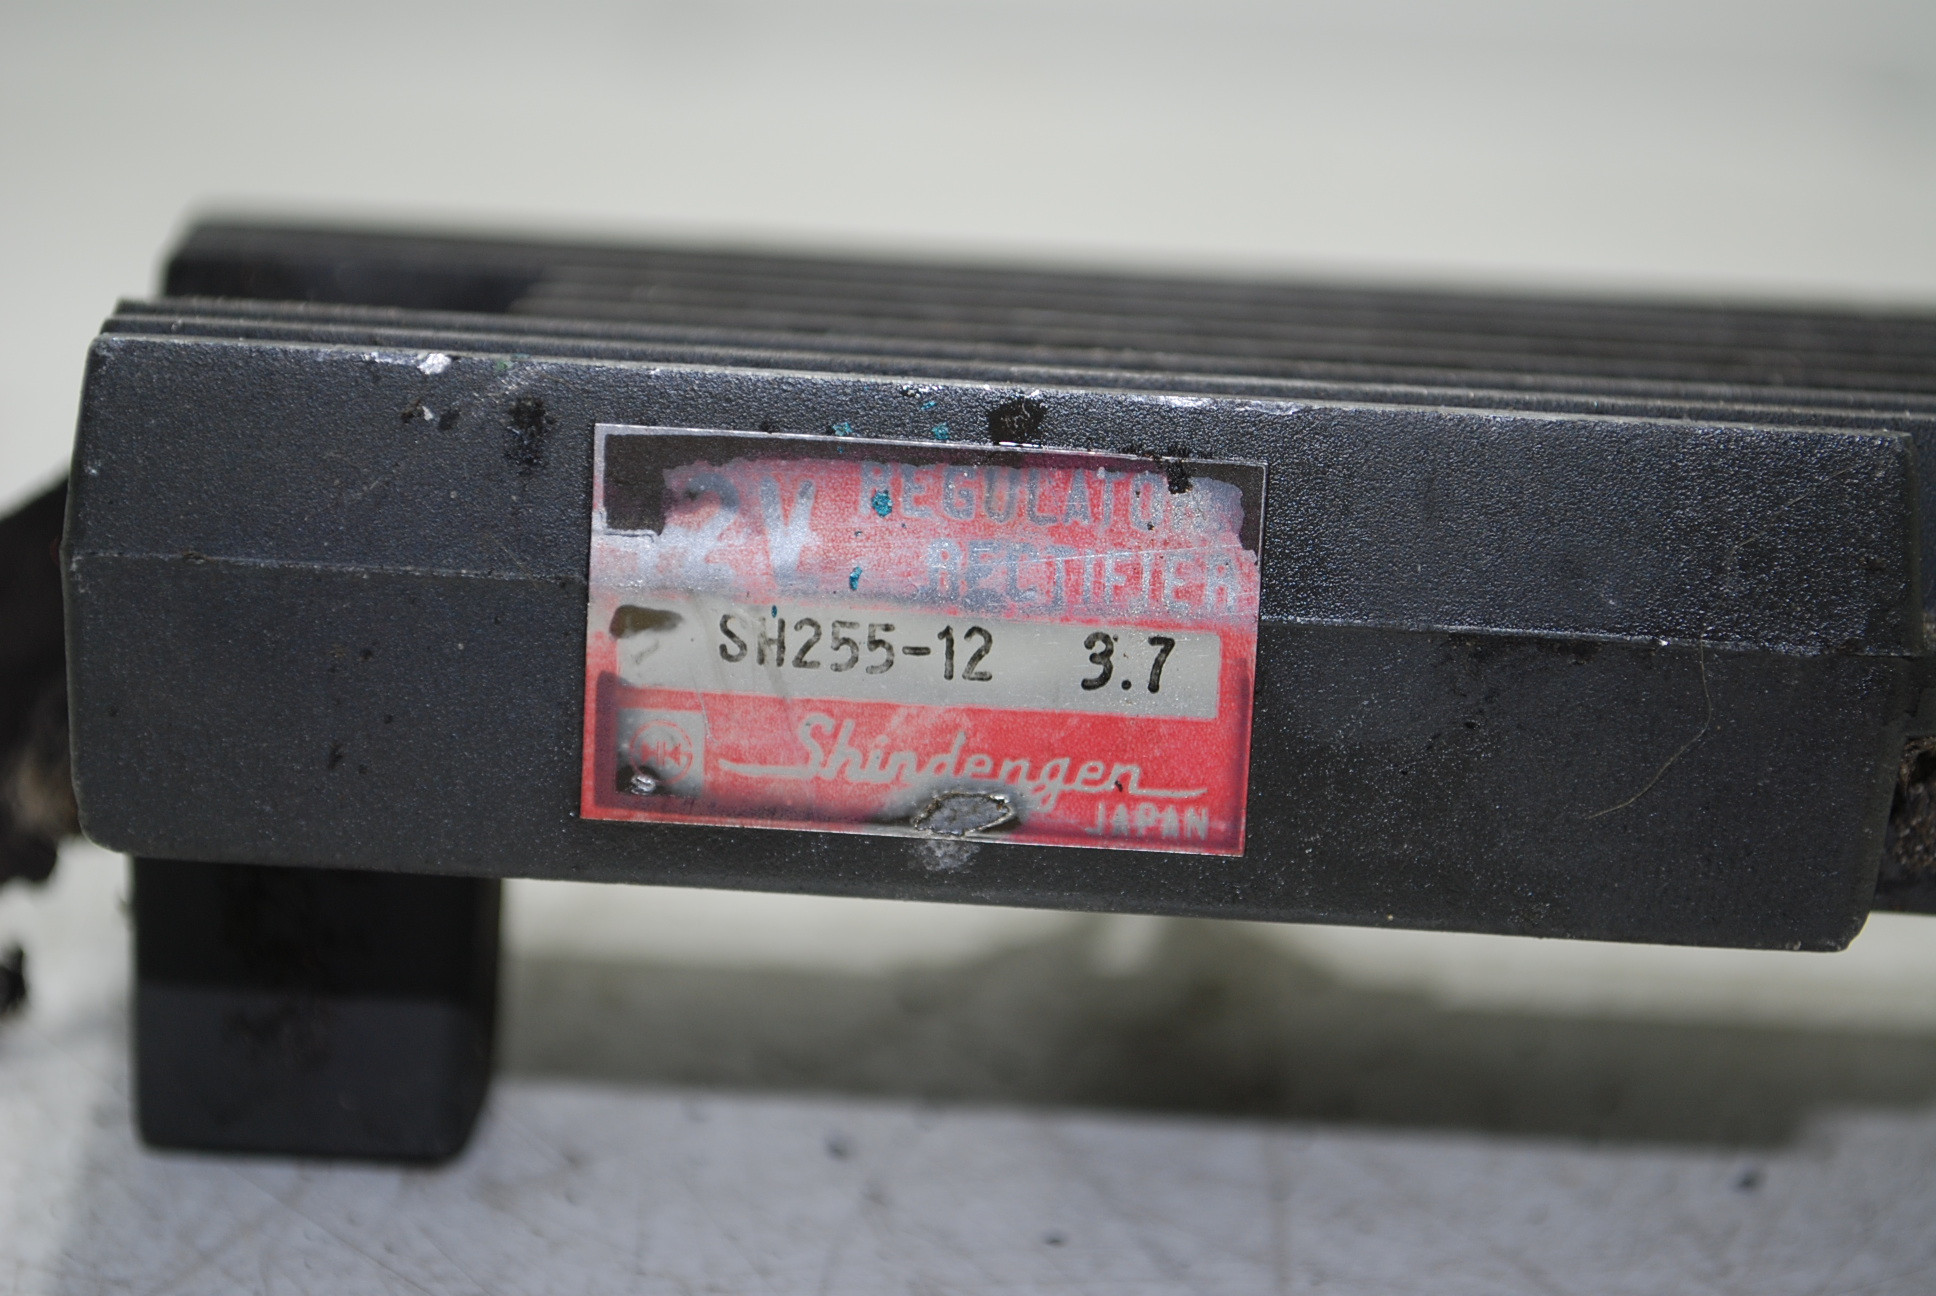 12V REGULATOR
RECTIFIER
SH255-12 3.7
Shindengen
JAPAN